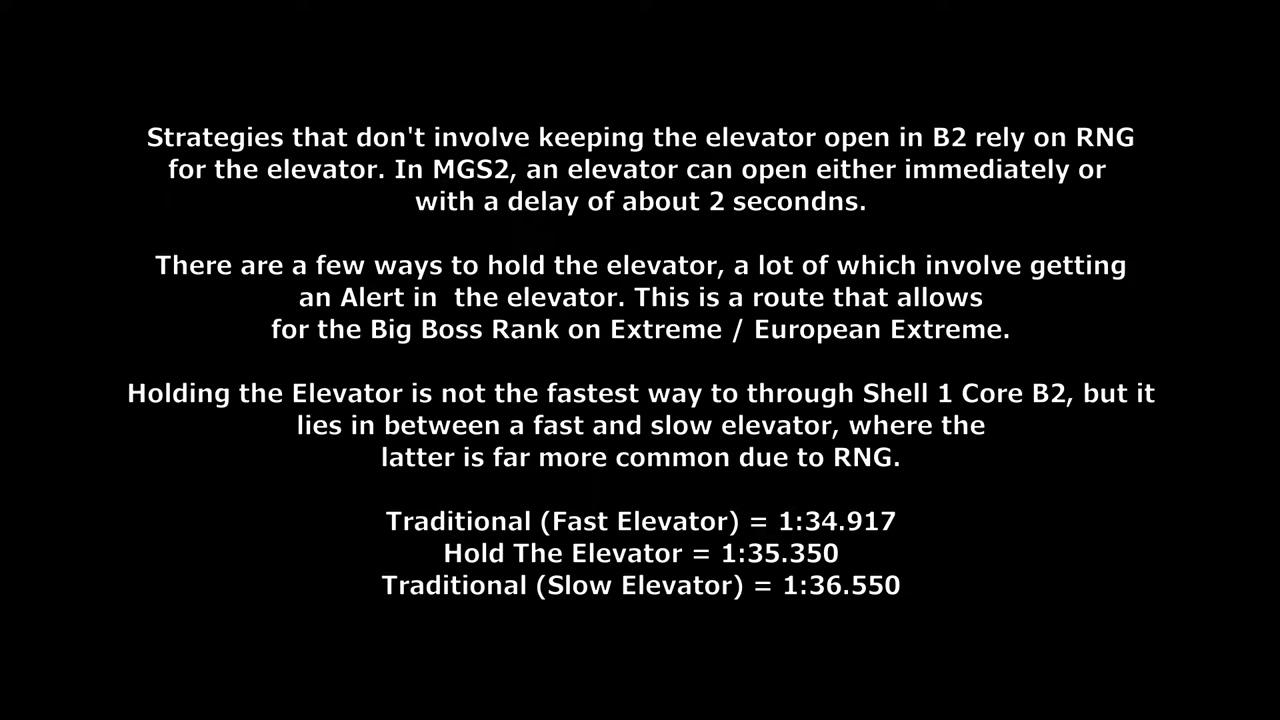 Strategies that don't involve keeping the elevator open in B2 rely on RNG
for the elevator. In MGS2, an elevator can open either immediately or
with a delay of about 2 secondns.
There are a few ways to hold the elevator, a lot of which involve getting
an Alert in  the elevator. This is a route that allows
for the Big Boss Rank on Extreme / European Extreme.
Holding the Elevator is not the fastest way to through Shell 1 Core B2, but it
lies in between a fast and slow elevator, where the
latter is far more common due to RNG.
Traditional (Fast Elevator) = 1:34.917
Hold The Elevator = 1:35.350
Traditional (Slow Elevator) = 1:36.550